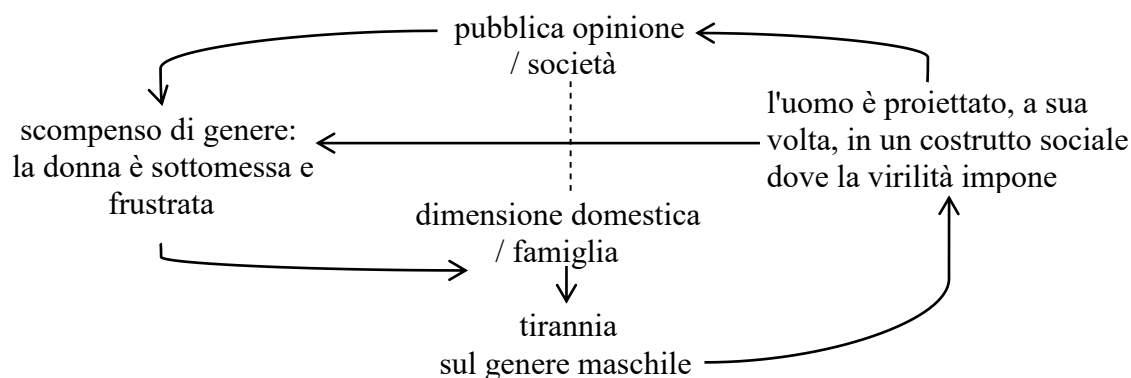 pubblica opinione
/ società
scompenso di genere:
la donna è sottomessa e
frustrata
l'uomo è proiettato, a sua
volta, in un costrutto sociale
dove la virilità impone
dimensione domestica
/ famiglia
tirannia
sul genere maschile